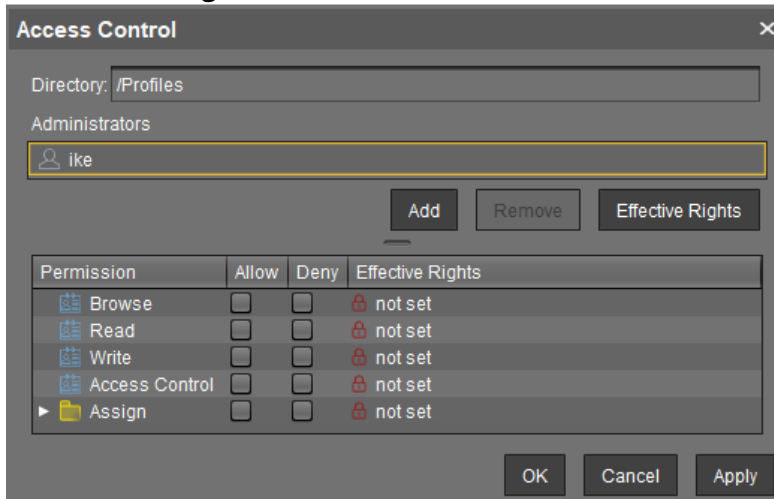 Access Control
Directory: /Profiles
Administrators
ike
Add Remove Effective Rights
Permission Allow Deny Effective Rights
Browse not set
Read not set
Write not set
Access Control not set
Assign not set
OK Cancel Apply